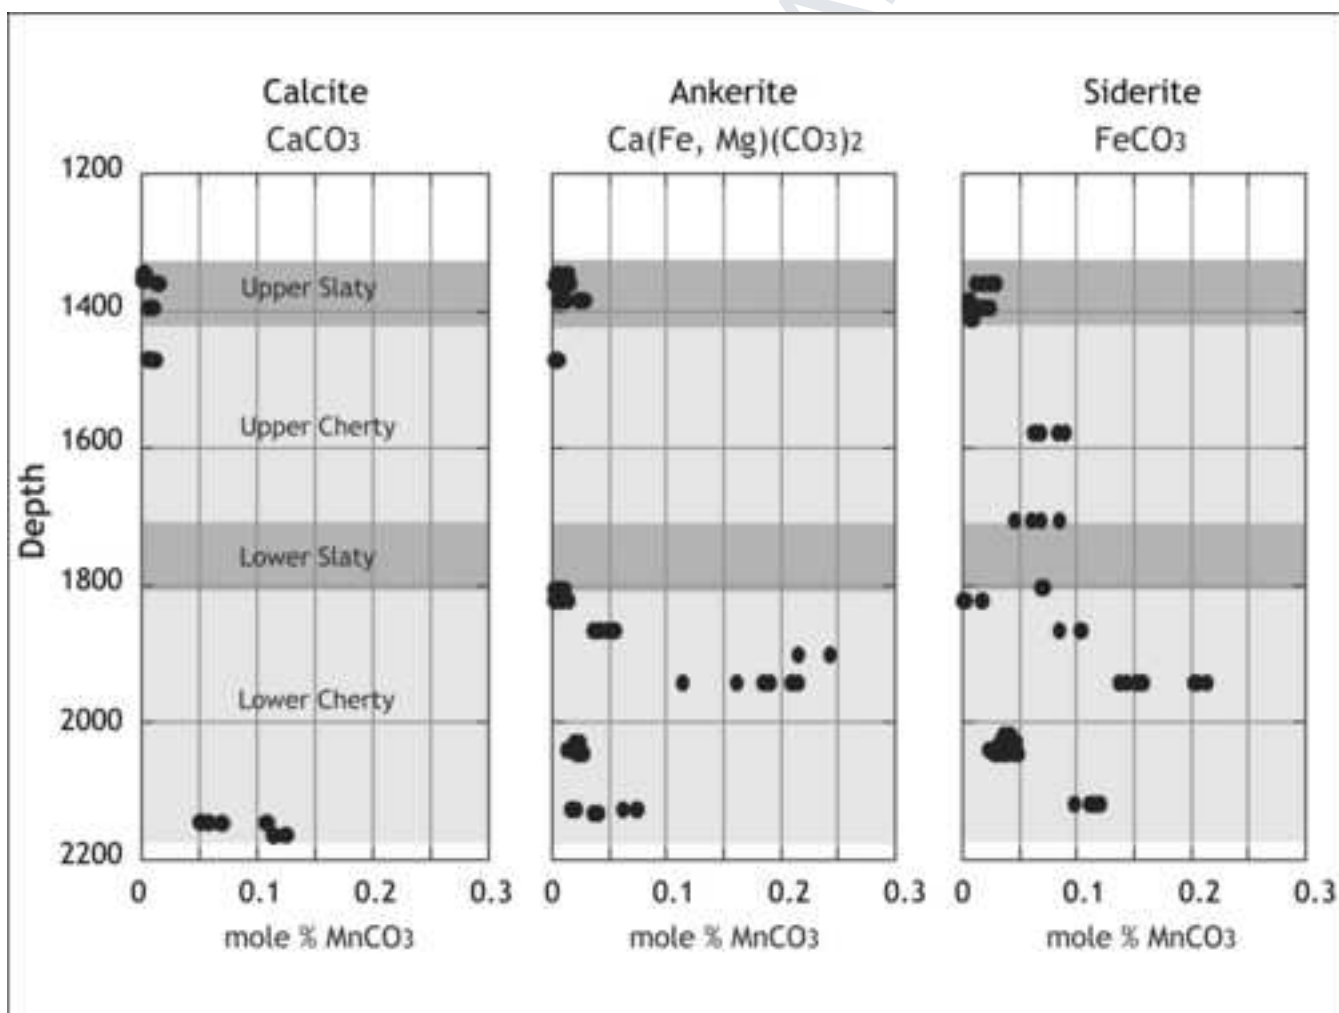 Calcite
CaCO3
Ankerite
Ca(Fe, Mg)(CO3)2
Siderite
FeCO3
1200
1400
1600
1800
2000
2200
Depth
Upper Slaty
Upper Cherty
Lower Slaty
Lower Cherty
0 0.1 0.2 0.3
0 0.1 0.2 0.3
0 0.1 0.2 0.3
mole % MnCO3
mole % MnCO3
mole % MnCO3